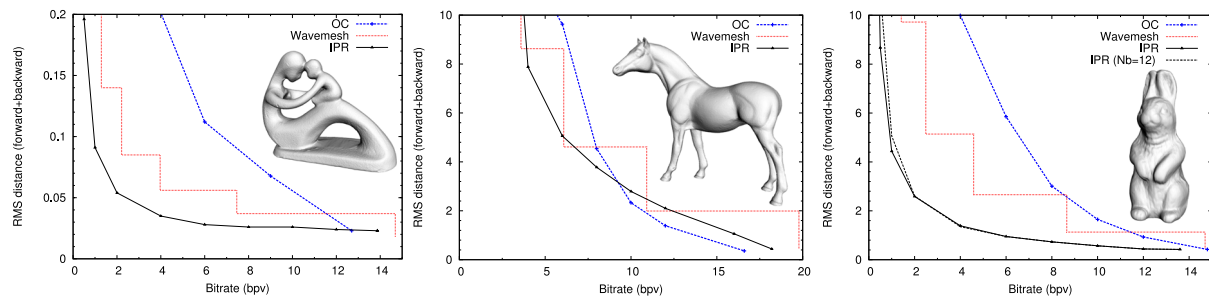 RMS distance (forward+backward)
0.2
0.15
0.1
0.05
0
0 2 4 6 8 10 12 14
Bitrate (bpv)
OC
Wavemesh
IPR
RMS distance (forward+backward)
10
8
6
4
2
0
0 5 10 15 20
Bitrate (bpv)
OC
Wavemesh
IPR
RMS distance (forward+backward)
10
8
6
4
2
0
0 2 4 6 8 10 12 14
Bitrate (bpv)
OC
Wavemesh
IPR
IPR (Nb=12)